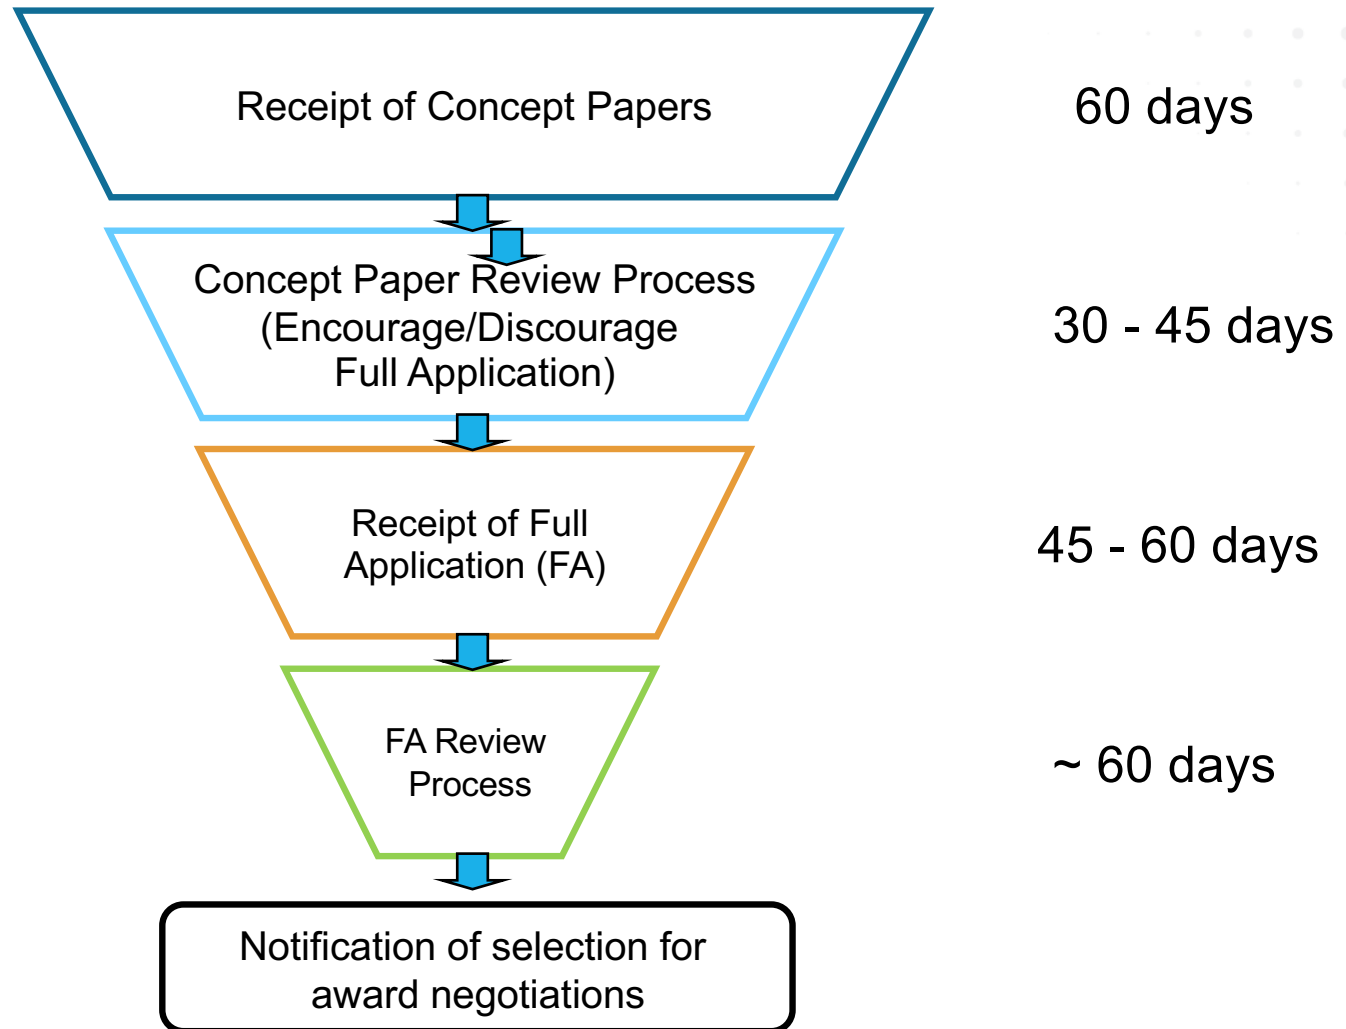 Receipt of Concept Papers
60 days
Concept Paper Review Process
(Encourage/Discourage
Full Application)
30 - 45 days
Receipt of Full
Application (FA)
45 - 60 days
FA Review
Process
~ 60 days
Notification of selection for
award negotiations